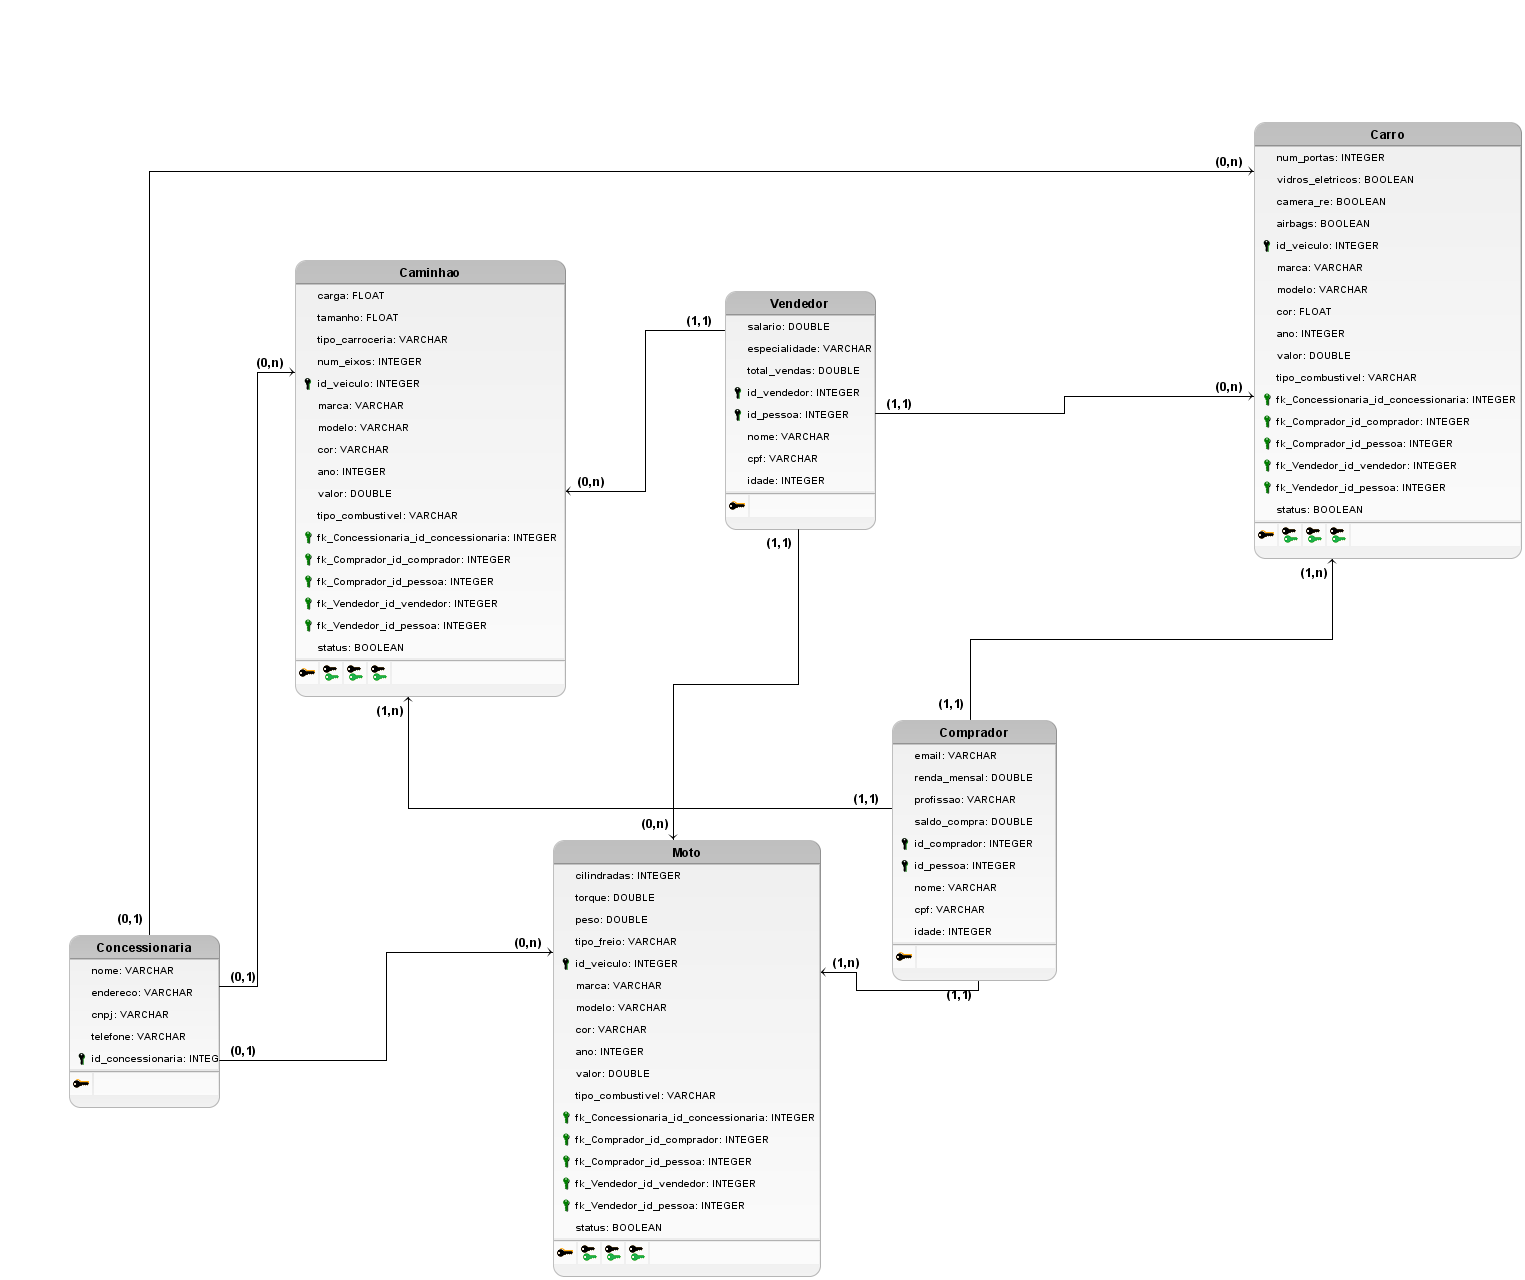 Carro
num_portas: INTEGER
vidros_eletricos: BOOLEAN
camera_re: BOOLEAN
airbags: BOOLEAN
id_veiculo: INTEGER
marca: VARCHAR
modelo: VARCHAR
cor: FLOAT
ano: INTEGER
valor: DOUBLE
tipo_combustivel: VARCHAR
fk_Concessionaria_id_concessionaria: INTEGER
fk_Comprador_id_comprador: INTEGER
fk_Comprador_id_pessoa: INTEGER
fk_Vendedor_id_vendedor: INTEGER
fk_Vendedor_id_pessoa: INTEGER
status: BOOLEAN
(0,n)
(0,n)
(1,n)
Caminhao
carga: FLOAT
tamanho: FLOAT
tipo_carroceria: VARCHAR
num_eixos: INTEGER
id_veiculo: INTEGER
marca: VARCHAR
modelo: VARCHAR
cor: VARCHAR
ano: INTEGER
valor: DOUBLE
tipo_combustivel: VARCHAR
fk_Concessionaria_id_concessionaria: INTEGER
fk_Comprador_id_comprador: INTEGER
fk_Comprador_id_pessoa: INTEGER
fk_Vendedor_id_vendedor: INTEGER
fk_Vendedor_id_pessoa: INTEGER
status: BOOLEAN
(0,n)
(0,n)
(1,n)
Vendedor
salario: DOUBLE
especialidade: VARCHAR
total_vendas: DOUBLE
id_vendedor: INTEGER
id_pessoa: INTEGER
nome: VARCHAR
cpf: VARCHAR
idade: INTEGER
(1,1)
(1,1)
(1,1)
Comprador
email: VARCHAR
renda_mensal: DOUBLE
profissao: VARCHAR
saldo_compra: DOUBLE
id_comprador: INTEGER
id_pessoa: INTEGER
nome: VARCHAR
cpf: VARCHAR
idade: INTEGER
(1,1)
(1,1)
(1,1)
Moto
cilindradas: INTEGER
torque: DOUBLE
peso: DOUBLE
tipo_freio: VARCHAR
id_veiculo: INTEGER
marca: VARCHAR
modelo: VARCHAR
cor: VARCHAR
ano: INTEGER
valor: DOUBLE
tipo_combustivel: VARCHAR
fk_Concessionaria_id_concessionaria: INTEGER
fk_Comprador_id_comprador: INTEGER
fk_Comprador_id_pessoa: INTEGER
fk_Vendedor_id_vendedor: INTEGER
fk_Vendedor_id_pessoa: INTEGER
status: BOOLEAN
(0,n)
(0,n)
(1,n)
Concessionaria
nome: VARCHAR
endereco: VARCHAR
cnpj: VARCHAR
telefone: VARCHAR
id_concessionaria: INTEG
(0,1)
(0,1)
(0,1)